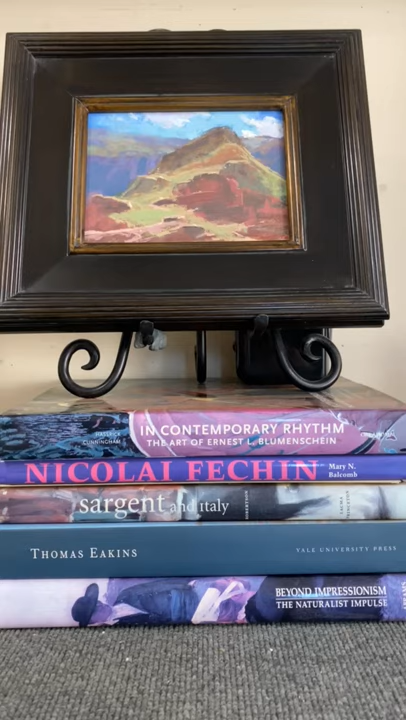 IN CONTEMPORARY RHYTHM
CUNNINGHAM
THE ART OF ERNEST L. BLUMENSCHEIN
NICOLAI FECHIN
Mary N.
Balcomb
sargent and italy
THOMAS EAKINS
YALE UNIVERSITY PRESS
BEYOND IMPRESSIONISM
THE NATURALIST IMPULSE